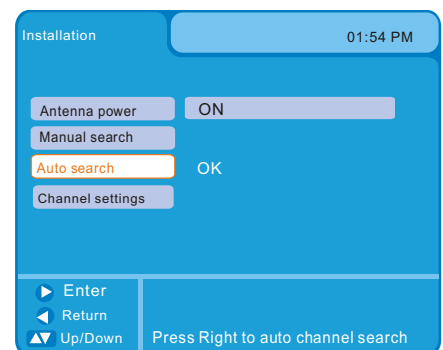 Installation
01:54 PM
Antenna power ON
Manual search
Auto search OK
Channel settings
Enter
Return
Up/Down Press Right to auto channel search